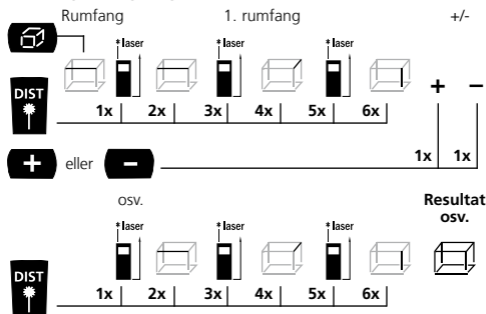 Rumfang 1. rumfang +/-
* laser * laser * laser
DIST
1x 2x 3x 4x 5x 6x + −
+ eller − 1x 1x
osv. Resultat osv.
* laser * laser * laser
DIST
1x 2x 3x 4x 5x 6x